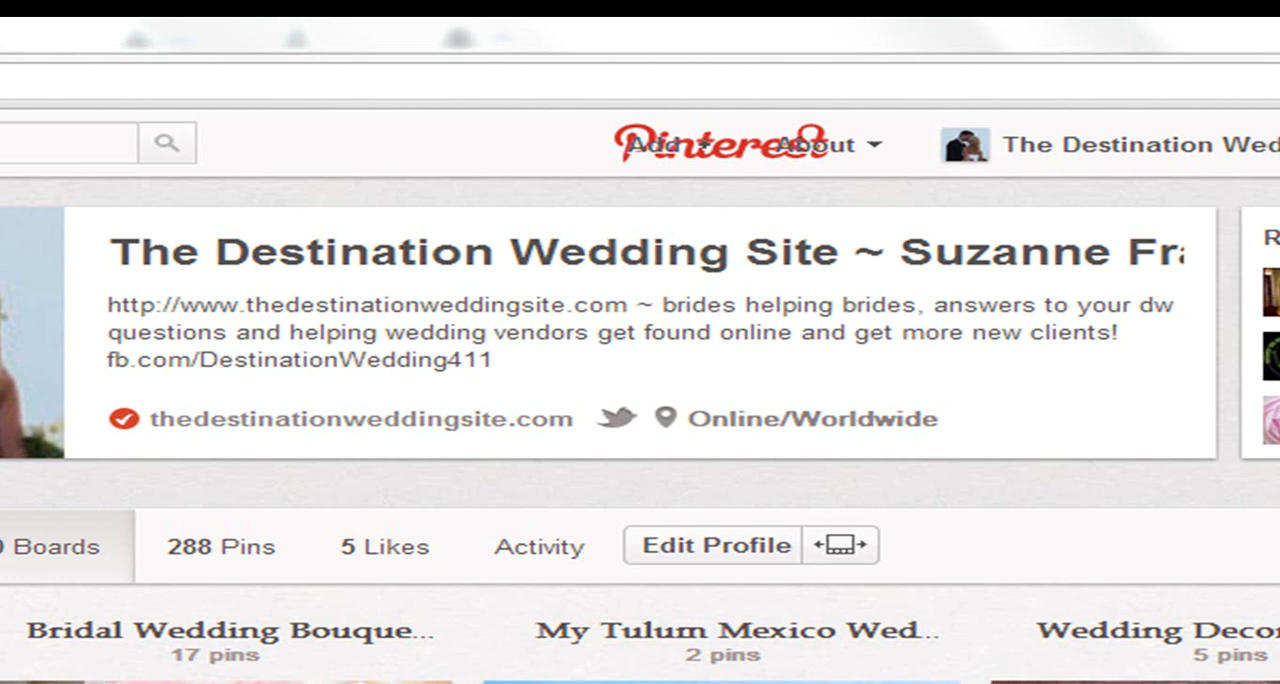 Pinterest
Add + About
The Destination Wed
The Destination Wedding Site ~ Suzanne Fra
http://www.thedestinationweddingsite.com ~ brides helping brides, answers to your dw
questions and helping wedding vendors get found online and get more new clients!
fb.com/DestinationWedding411
thedestinationweddingsite.com Online/Worldwide
R
Boards 288 Pins 5 Likes Activity Edit Profile
Bridal Wedding Bouque... My Tulum Mexico Wed... Wedding Decor
17 pins 2 pins 5 pins